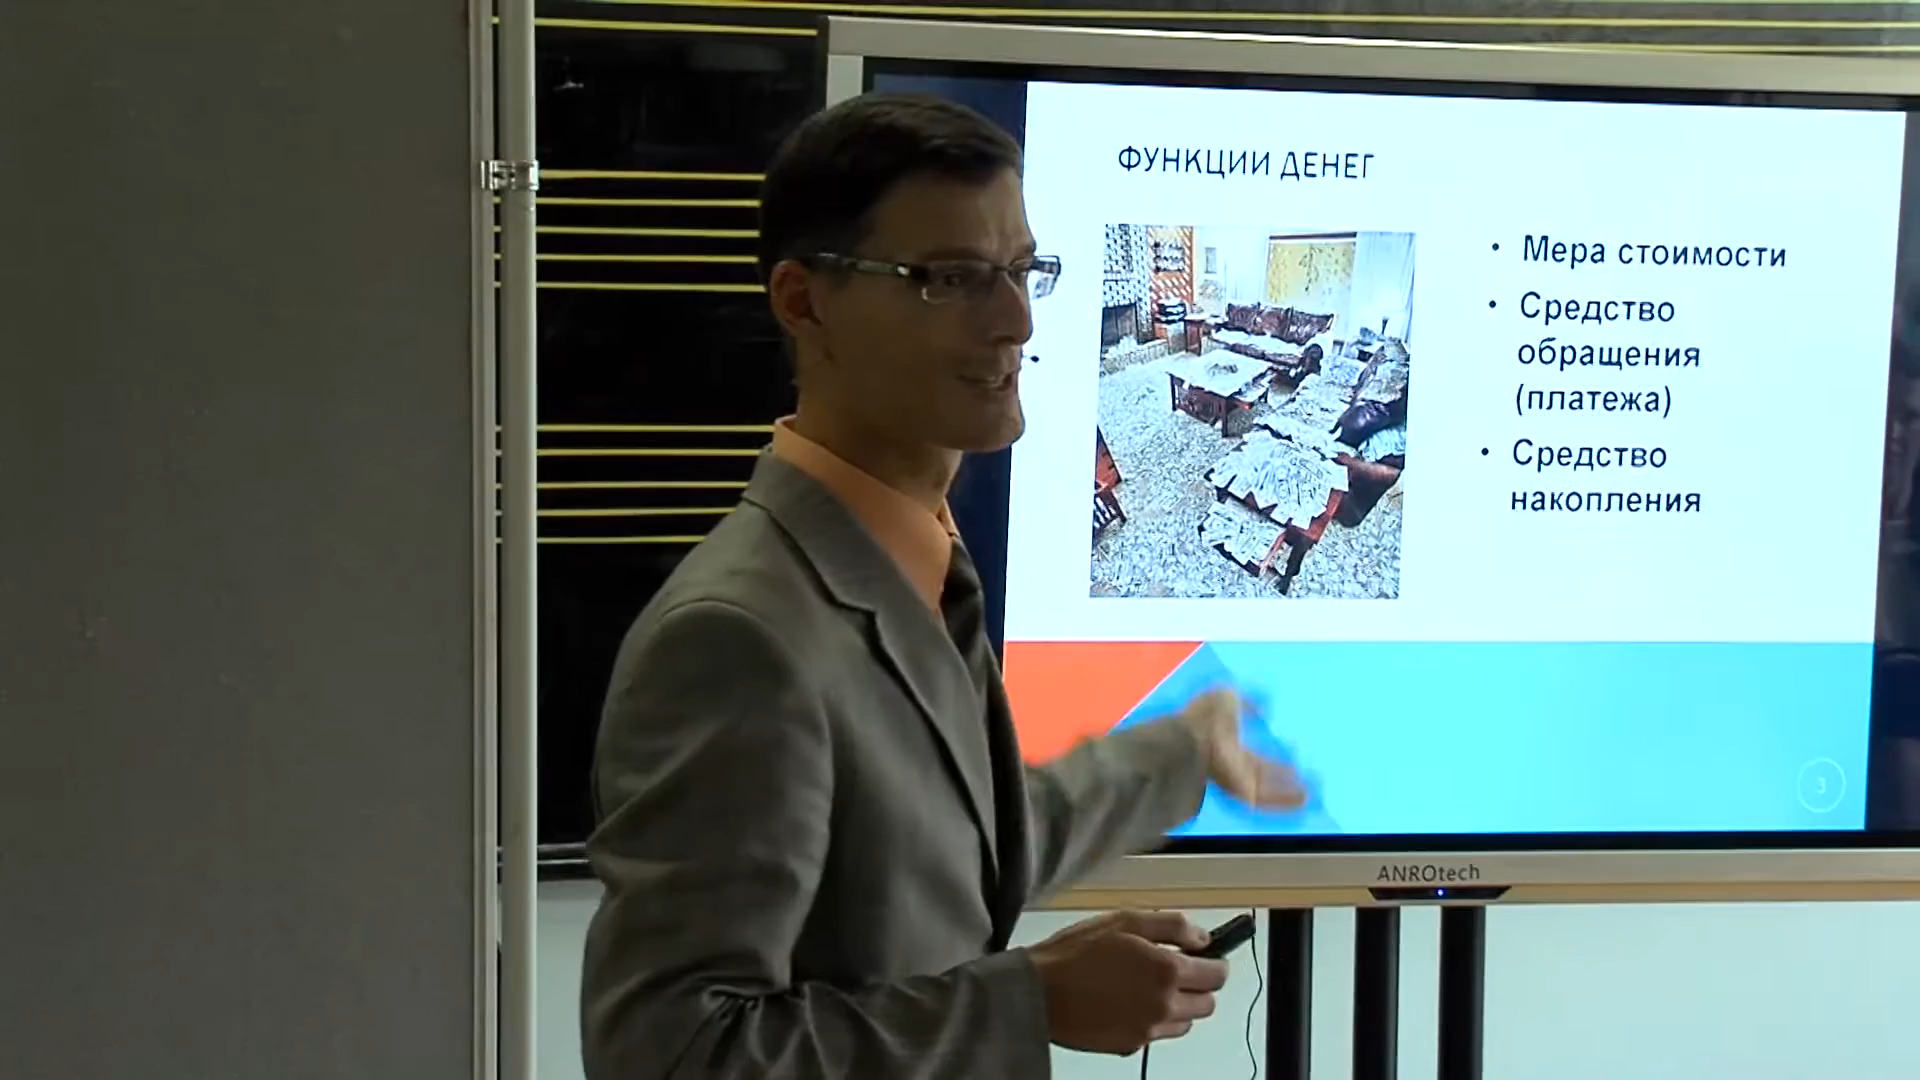 ФУНКЦИИ ДЕНЕГ
• Мера стоимости
• Средство
обращения
(платежа)
• Средство
накопления
3
ANROtech